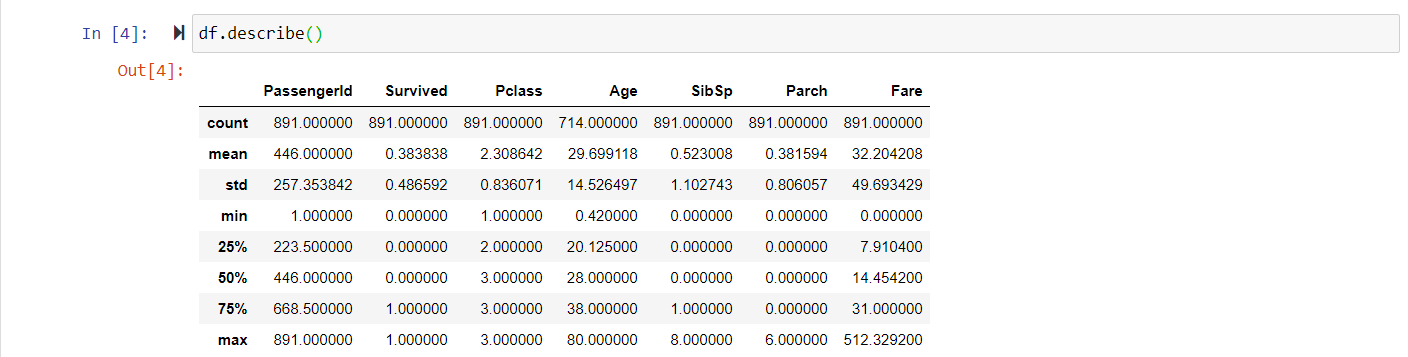 In [4]: df.describe()
Out[4]:
PassengerId Survived Pclass Age SibSp Parch Fare
count 891.000000 891.000000 891.000000 714.000000 891.000000 891.000000 891.000000
mean 446.000000 0.383838 2.308642 29.699118 0.523008 0.381594 32.204208
std 257.353842 0.486592 0.836071 14.526497 1.102743 0.806057 49.693429
min 1.000000 0.000000 1.000000 0.420000 0.000000 0.000000 0.000000
25% 223.500000 0.000000 2.000000 20.125000 0.000000 0.000000 7.910400
50% 446.000000 0.000000 3.000000 28.000000 0.000000 0.000000 14.454200
75% 668.500000 1.000000 3.000000 38.000000 1.000000 0.000000 31.000000
max 891.000000 1.000000 3.000000 80.000000 8.000000 6.000000 512.329200